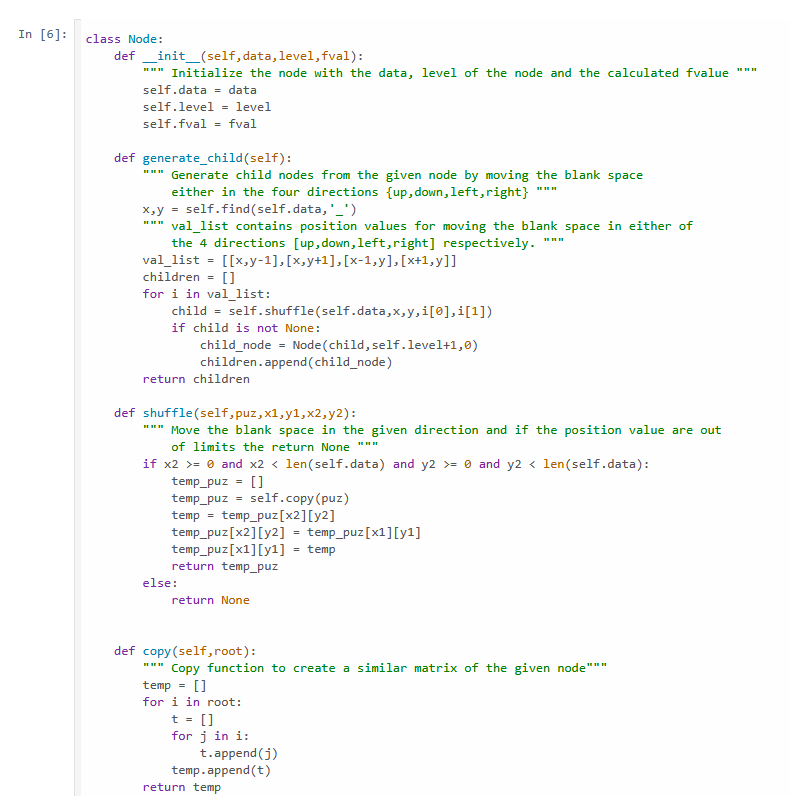 In [6]:
class Node:
    def __init__(self,data,level,fval):
        """ Initialize the node with the data, level of the node and the calculated fvalue """
        self.data = data
        self.level = level
        self.fval = fval

    def generate_child(self):
        """ Generate child nodes from the given node by moving the blank space
            either in the four directions {up,down,left,right} """
        x,y = self.find(self.data,'_')
        """ val_list contains position values for moving the blank space in either of
            the 4 directions [up,down,left,right] respectively. """
        val_list = [[x,y-1],[x,y+1],[x-1,y],[x+1,y]]
        children = []
        for i in val_list:
            child = self.shuffle(self.data,x,y,i[0],i[1])
            if child is not None:
                child_node = Node(child,self.level+1,0)
                children.append(child_node)
        return children

    def shuffle(self,puz,x1,y1,x2,y2):
        """ Move the blank space in the given direction and if the position value are out
            of limits the return None """
        if x2 >= 0 and x2 < len(self.data) and y2 >= 0 and y2 < len(self.data):
            temp_puz = []
            temp_puz = self.copy(puz)
            temp = temp_puz[x2][y2]
            temp_puz[x2][y2] = temp_puz[x1][y1]
            temp_puz[x1][y1] = temp
            return temp_puz
        else:
            return None


    def copy(self,root):
        """ Copy function to create a similar matrix of the given node"""
        temp = []
        for i in root:
            t = []
            for j in i:
                t.append(j)
            temp.append(t)
        return temp